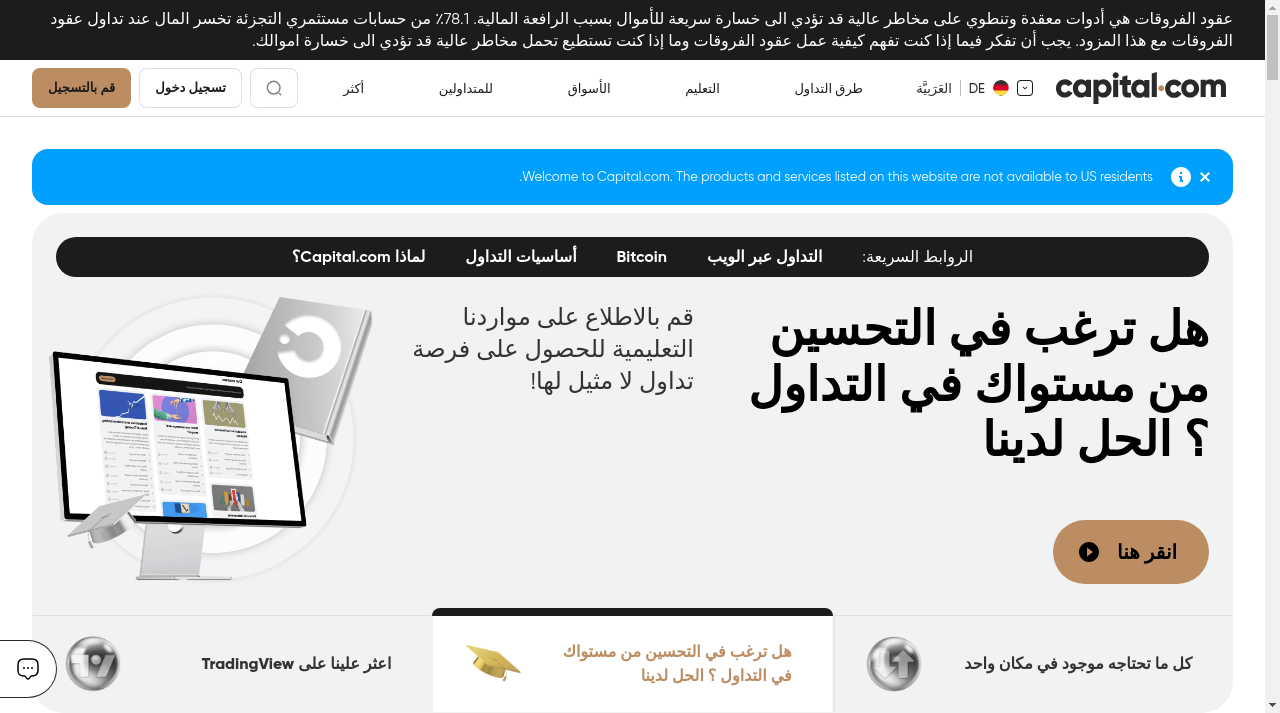 عقود الفروقات هي أدوات معقدة وتنطوي على مخاطر عالية قد تؤدي الى خسارة سريعة للأموال بسبب الرافعة المالية. 78.1٪ من حسابات مستثمري التجزئة تخسر المال عند تداول عقود
الفروقات مع هذا المزود. يجب أن تفكر فيما إذا كنت تفهم كيفية عمل عقود الفروقات وما إذا كنت تستطيع تحمل مخاطر عالية قد تؤدي الى خسارة اموالك.
capital.com
DE
العَرَبيَّة
طرق التداول
التعليم
الأسواق
للمتداولين
أكثر
تسجيل دخول
قم بالتسجيل
Welcome to Capital.com. The products and services listed on this website are not available to US residents.
الروابط السريعة:
التداول عبر الويب
Bitcoin
أساسيات التداول
لماذا Capital.com؟
هل ترغب في التحسين
من مستواك في التداول
؟ الحل لدينا
قم بالاطلاع على مواردنا
التعليمية للحصول على فرصة
تداول لا مثيل لها!
انقر هنا
كل ما تحتاجه موجود في مكان واحد
هل ترغب في التحسين من مستواك
في التداول ؟ الحل لدينا
اعثر علينا على TradingView